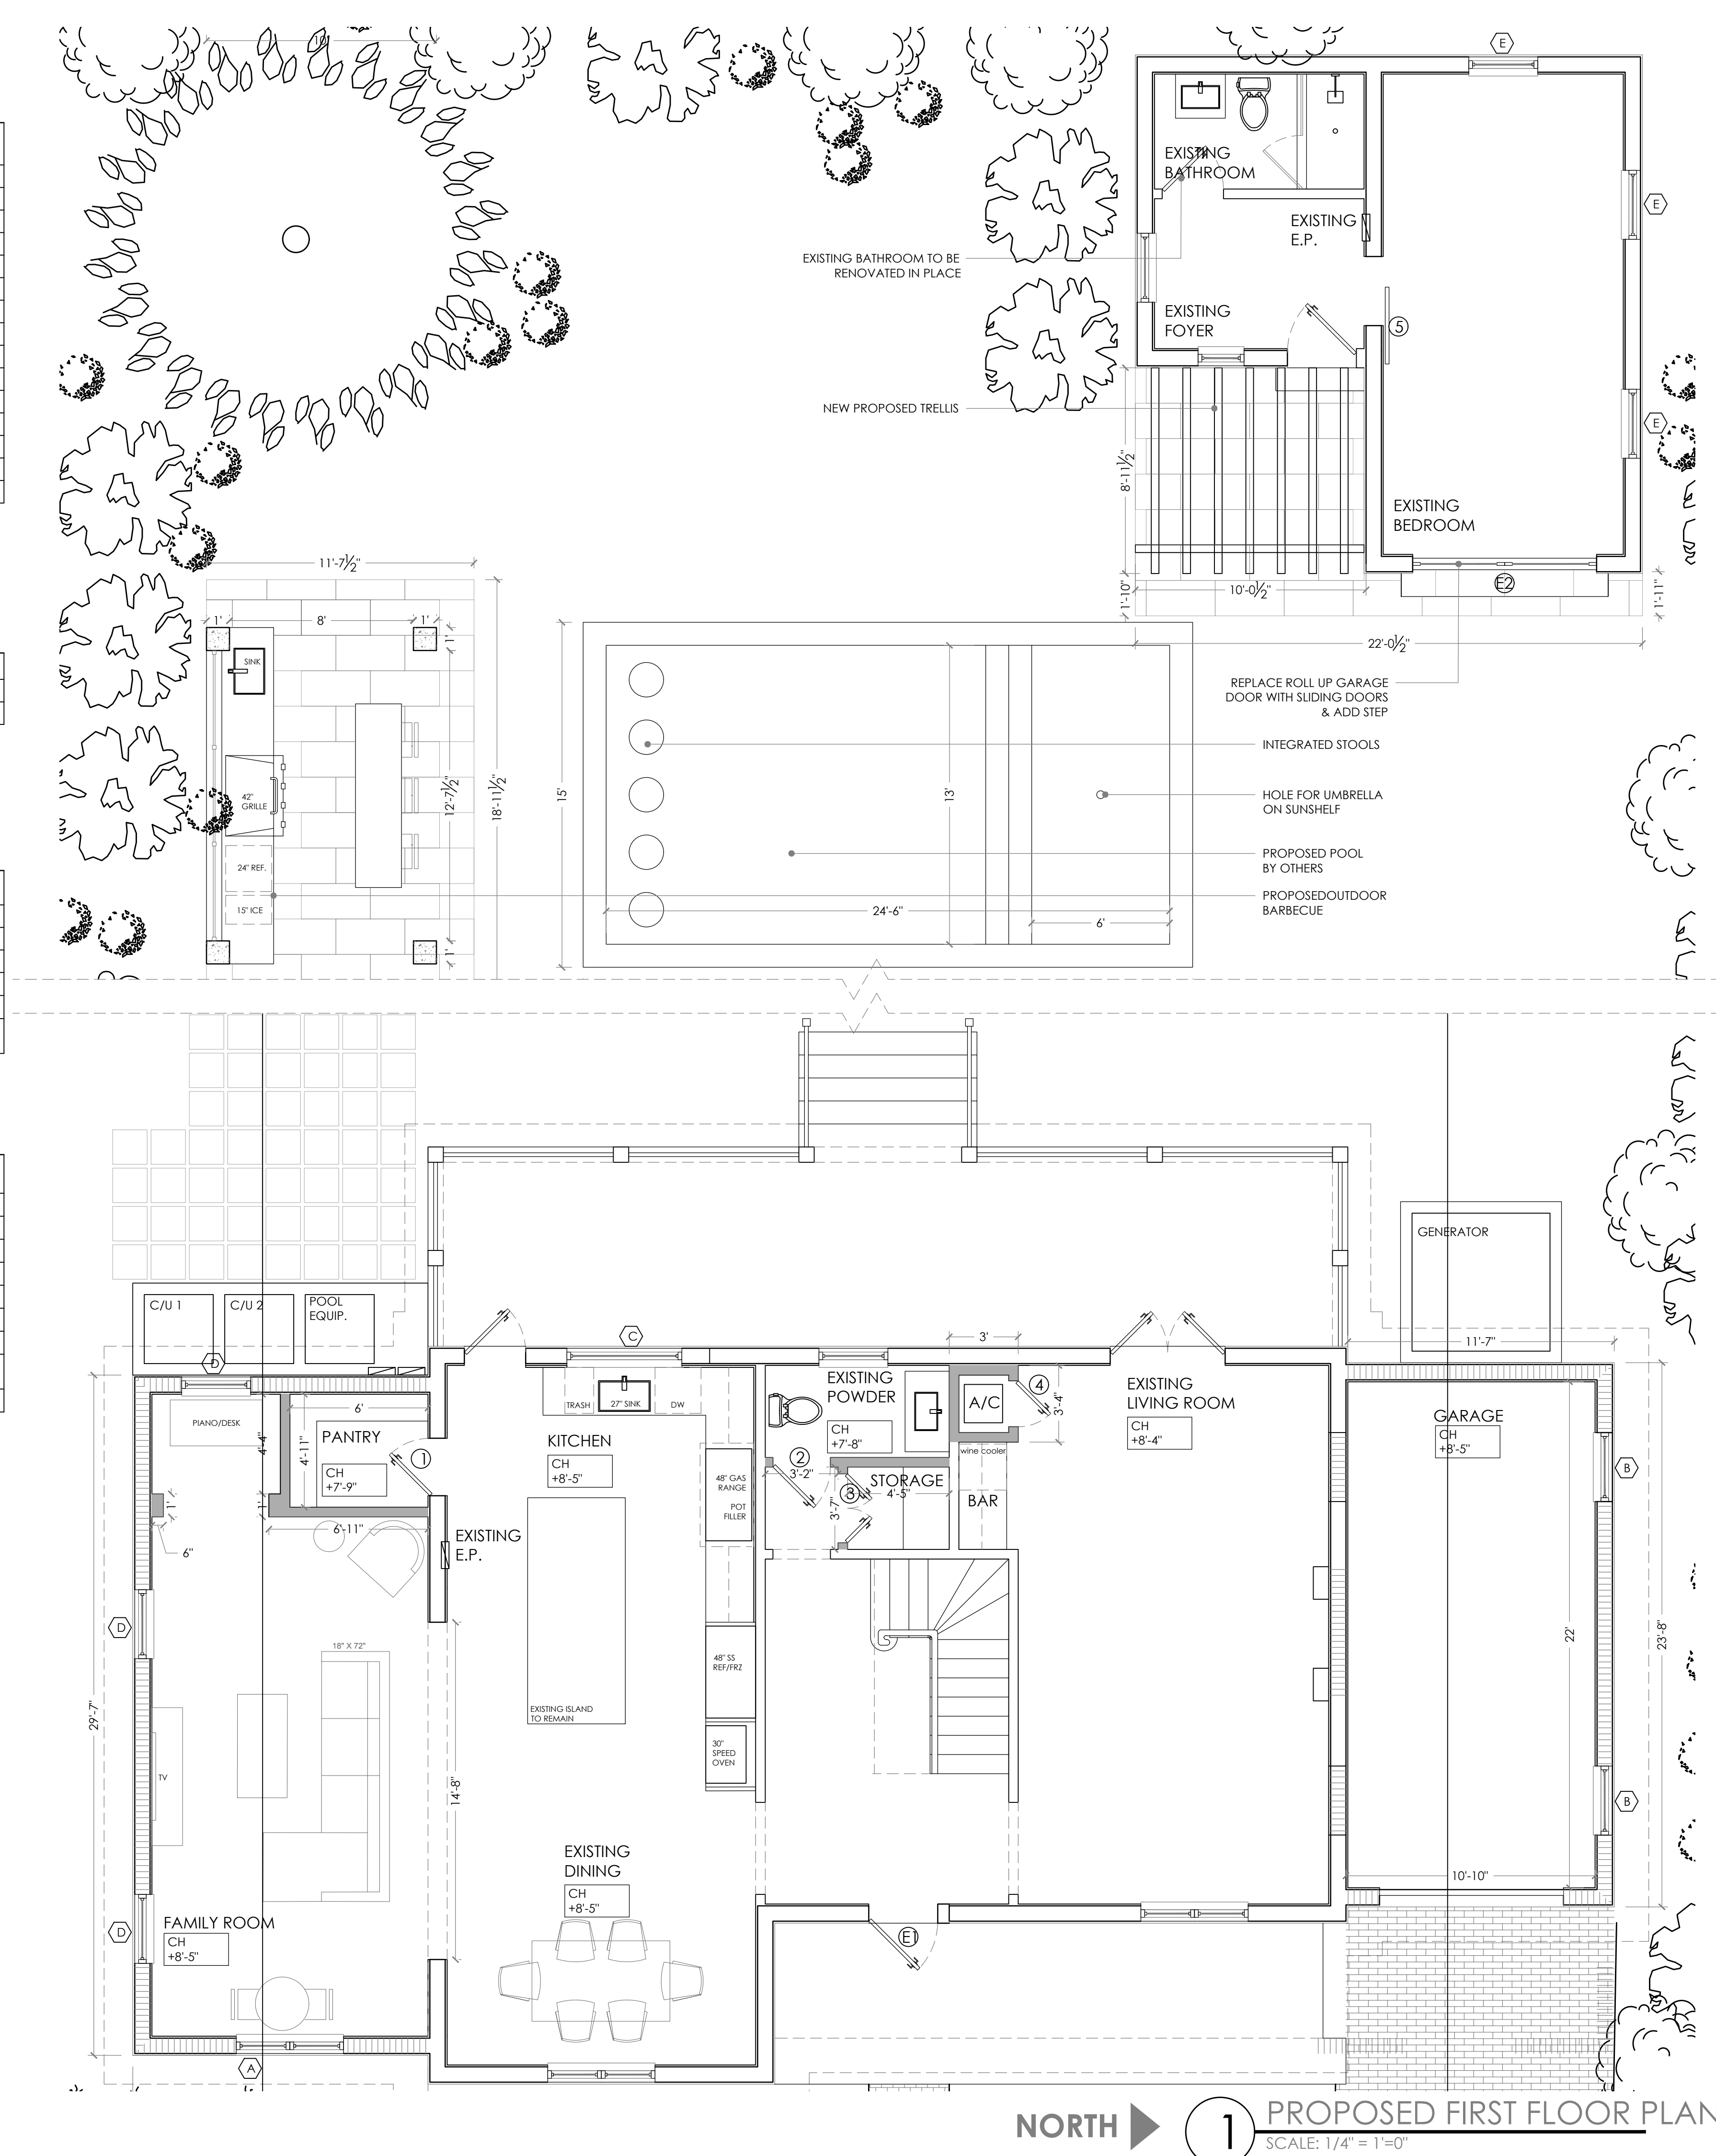 10'
E
EXISTING
BATHROOM
E
EXISTING
E.P.
EXISTING BATHROOM TO BE
RENOVATED IN PLACE
EXISTING
FOYER
5
NEW PROPOSED TRELLIS
E
8'-11½"
EXISTING
BEDROOM
11'-7½"
E2
1'-10"
10'-0½"
1'-11"
1'
8'
1'
1'
22'-0½"
SINK
REPLACE ROLL UP GARAGE
DOOR WITH SLIDING DOORS
& ADD STEP
INTEGRATED STOOLS
42"
GRILLE
12'-7½"
18'-11½"
15'
13'
HOLE FOR UMBRELLA
ON SUNSHELF
24" REF.
PROPOSED POOL
BY OTHERS
15" ICE
PROPOSEDOUTDOOR
BARBECUE
24'-6"
6'
1'
GENERATOR
C/U 1
C/U 2
POOL
EQUIP.
D
C
3'
11'-7"
EXISTING
POWDER
CH
+7'-8"
A/C
4
3'-4"
EXISTING
LIVING ROOM
CH
+8'-4"
PIANO/DESK
6'
TRASH
27" SINK
DW
GARAGE
CH
+8'-5"
PANTRY
CH
+7'-9"
4'-4"
4'-11"
1
KITCHEN
CH
+8'-5"
wine cooler
2
3'-2"
STORAGE
3
4'-5"
3'-7"
BAR
B
48" GAS
RANGE
POT
FILLER
1'
1'
6'-11"
6"
EXISTING
E.P.
D
18" X 72"
48" SS
REF/FRZ
22'
23'-8"
EXISTING ISLAND
TO REMAIN
29'-7"
30"
SPEED
OVEN
TV
14'-8"
B
EXISTING
DINING
CH
+8'-5"
10'-10"
D
FAMILY ROOM
CH
+8'-5"
E1
A
NORTH
1
PROPOSED FIRST FLOOR PLAN
SCALE: 1/4" = 1'=0"